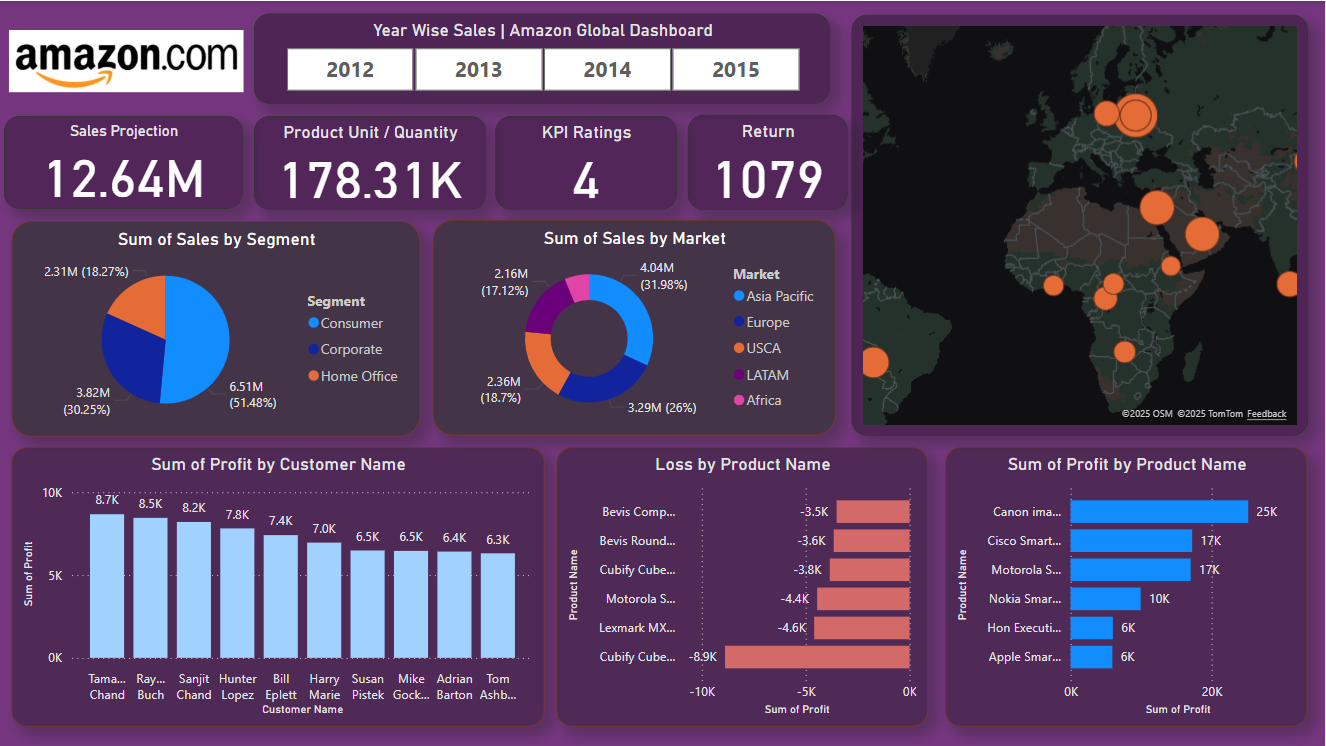 amazon.com
Year Wise Sales | Amazon Global Dashboard
2012
2013
2014
2015
Sales Projection
12.64M
Product Unit / Quantity
178.31K
KPI Ratings
4
Return
1079
©2025 OSM ©2025 TomTom Feedback
Sum of Sales by Segment
2.31M (18.27%)
3.82M
(30.25%)
6.51M
(51.48%)
Segment
Consumer
Corporate
Home Office
Sum of Sales by Market
2.16M
(17.12%)
4.04M
(31.98%)
2.36M
(18.7%)
3.29M (26%)
Market
Asia Pacific
Europe
USCA
LATAM
Africa
Sum of Profit by Customer Name
Sum of Profit
10K
5K
0K
8.7K
8.5K
8.2K
7.8K
7.4K
7.0K
6.5K
6.5K
6.4K
6.3K
Tama...
Chand
Ray...
Buch
Sanjit
Chand
Hunter
Lopez
Bill
Eplett
Harry
Marie
Susan
Pistek
Mike
Gock...
Adrian
Barton
Tom
Ashb...
Customer Name
Loss by Product Name
Product Name
Bevis Comp...
-3.5K
Bevis Round...
-3.6K
Cubify Cube...
-3.8K
Motorola S...
-4.4K
Lexmark MX...
-4.6K
Cubify Cube...
-8.9K
-10K
-5K
0K
Sum of Profit
Sum of Profit by Product Name
Product Name
Canon ima...
25K
Cisco Smart...
17K
Motorola S...
17K
Nokia Smar...
10K
Hon Executi...
6K
Apple Smar...
6K
0K
20K
Sum of Profit